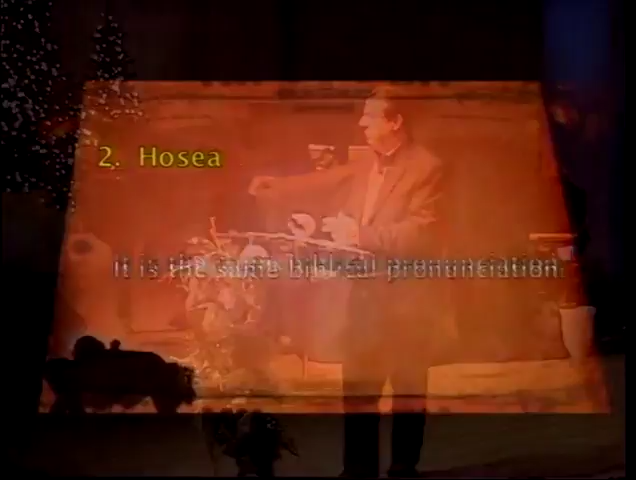 2. Hosea
it is the same biblical pronunciation.